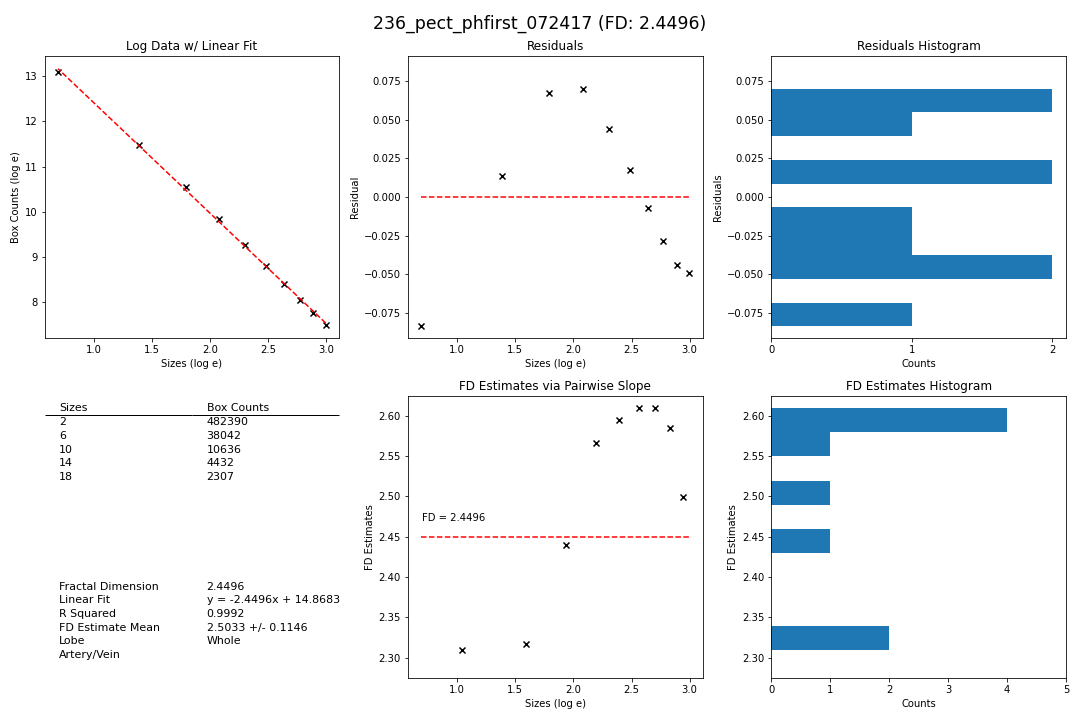 236_pect_phfirst_072417 (FD: 2.4496)
Log Data w/ Linear Fit
Box Counts (log e)
13
12
11
10
9
8
1.0 1.5 2.0 2.5 3.0
Sizes (log e)
Residuals
Residual
0.075
0.050
0.025
0.000
−0.025
−0.050
−0.075
1.0 1.5 2.0 2.5 3.0
Sizes (log e)
Residuals Histogram
Residuals
0.075
0.050
0.025
0.000
−0.025
−0.050
−0.075
0 1 2
Counts
Sizes Box Counts
2 482390
6 38042
10 10636
14 4432
18 2307
Fractal Dimension 2.4496
Linear Fit y = -2.4496x + 14.8683
R Squared 0.9992
FD Estimate Mean 2.5033 +/- 0.1146
Lobe Whole
Artery/Vein
FD Estimates via Pairwise Slope
FD Estimates
2.60
2.55
2.50
2.45
2.40
2.35
2.30
FD = 2.4496
1.0 1.5 2.0 2.5 3.0
Sizes (log e)
FD Estimates Histogram
FD Estimates
2.60
2.55
2.50
2.45
2.40
2.35
2.30
0 1 2 3 4 5
Counts